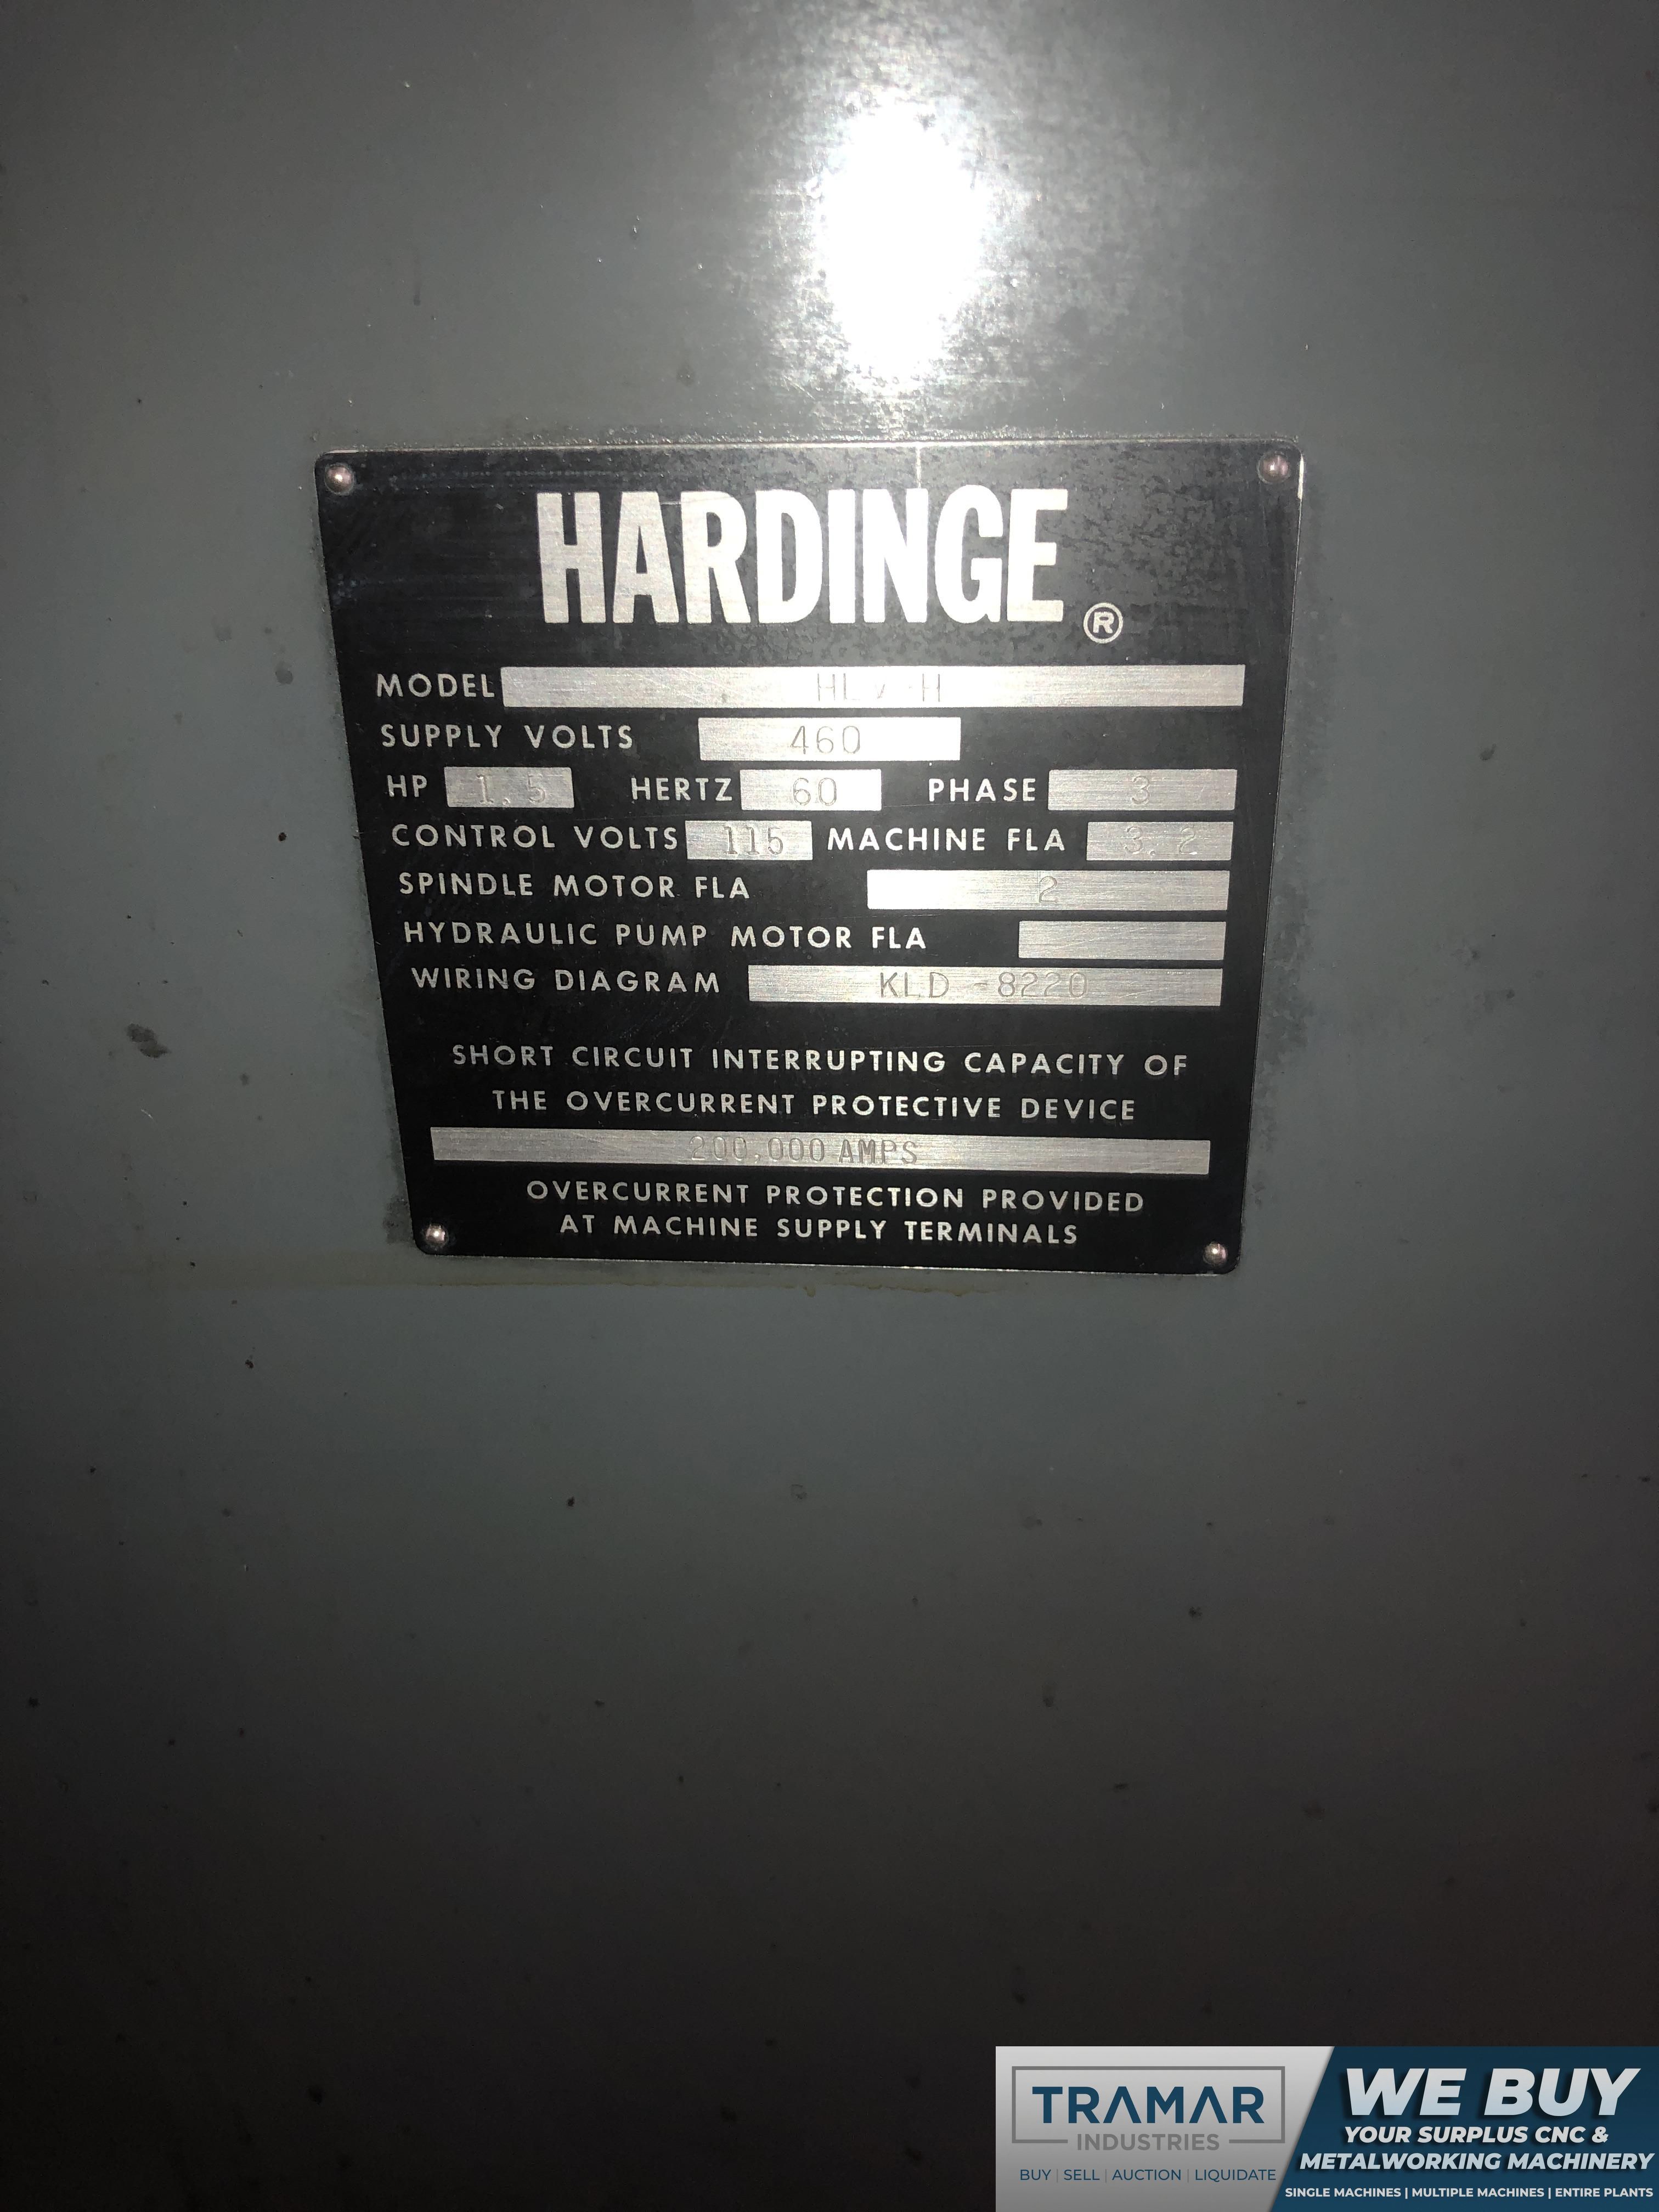 HARDINGE ®
MODEL HLV-H
SUPPLY VOLTS 460
HP 1.5 HERTZ 60 PHASE 3
CONTROL VOLTS 115 MACHINE FLA 3.2
SPINDLE MOTOR FLA 2
HYDRAULIC PUMP MOTOR FLA
WIRING DIAGRAM KLD -8220
SHORT CIRCUIT INTERRUPTING CAPACITY OF
THE OVERCURRENT PROTECTIVE DEVICE
200,000 AMPS
OVERCURRENT PROTECTION PROVIDED
AT MACHINE SUPPLY TERMINALS
TRAMAR
INDUSTRIES
BUY | SELL | AUCTION | LIQUIDATE
WE BUY
YOUR SURPLUS CNC &
METALWORKING MACHINERY
SINGLE MACHINES | MULTIPLE MACHINES | ENTIRE PLANTS